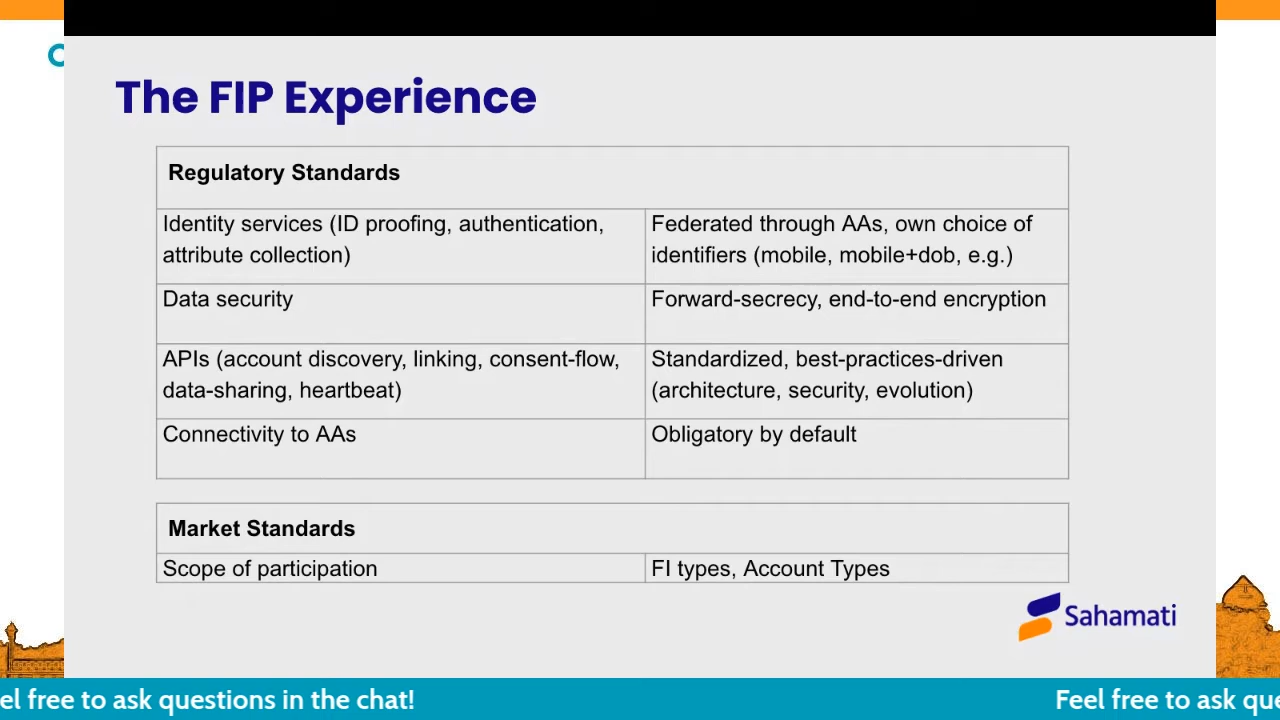 The FIP Experience
Regulatory Standards
Identity services (ID proofing, authentication,
attribute collection)
Federated through AAs, own choice of
identifiers (mobile, mobile+dob, e.g.)
Data security
Forward-secrecy, end-to-end encryption
APIs (account discovery, linking, consent-flow,
data-sharing, heartbeat)
Standardized, best-practices-driven
(architecture, security, evolution)
Connectivity to AAs
Obligatory by default
Market Standards
Scope of participation
FI types, Account Types
Sahamati
el free to ask questions in the chat!
Feel free to ask que